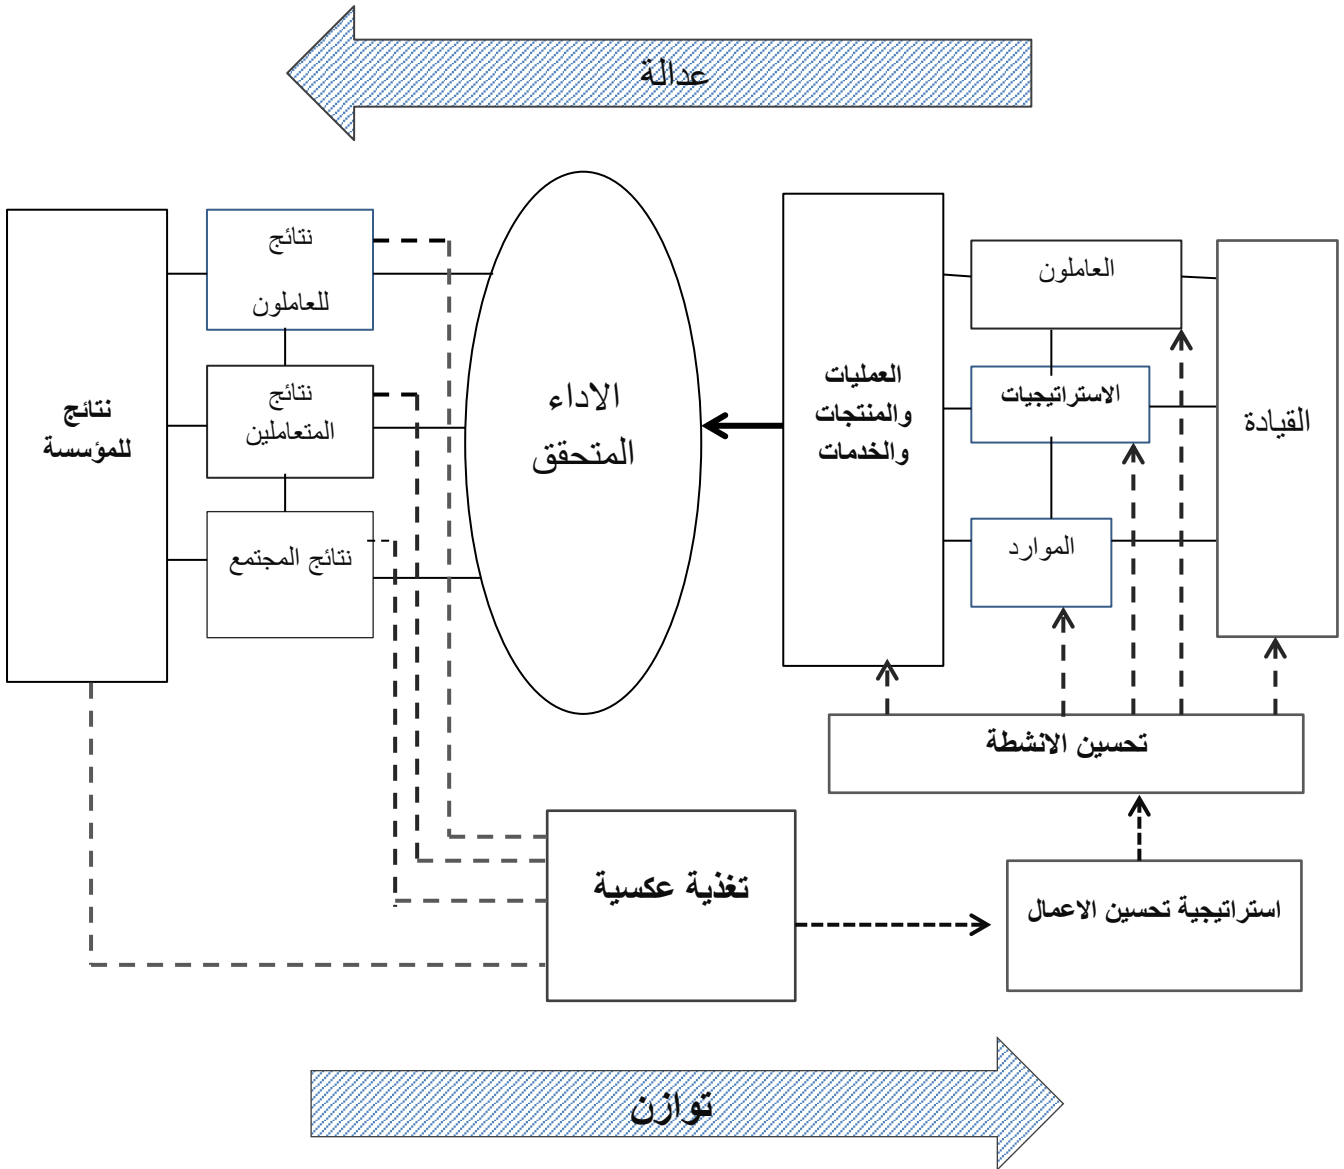 عدالة
القيادة
العاملون
الاستراتيجيات
الموارد
العمليات
والمنتجات
والخدمات
الاداء
المتحقق
نتائج
للعاملون
نتائج
المتعاملين
نتائج المجتمع
نتائج
للمؤسسة
تحسين الانشطة
استراتيجية تحسين الاعمال
تغذية عكسية
توازن